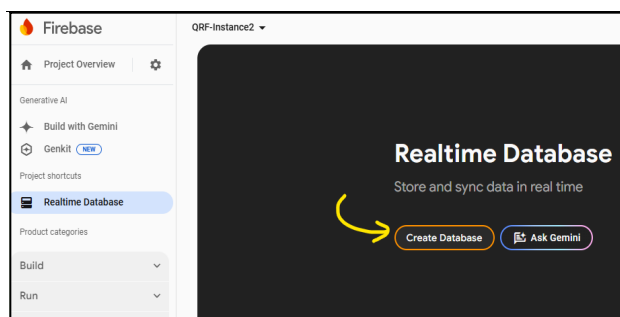 Firebase
QRF-Instance2
Project Overview
Generative AI
Build with Gemini
Genkit NEW
Project shortcuts
Realtime Database
Product categories
Build
Run
Realtime Database
Store and sync data in real time
Create Database
Ask Gemini